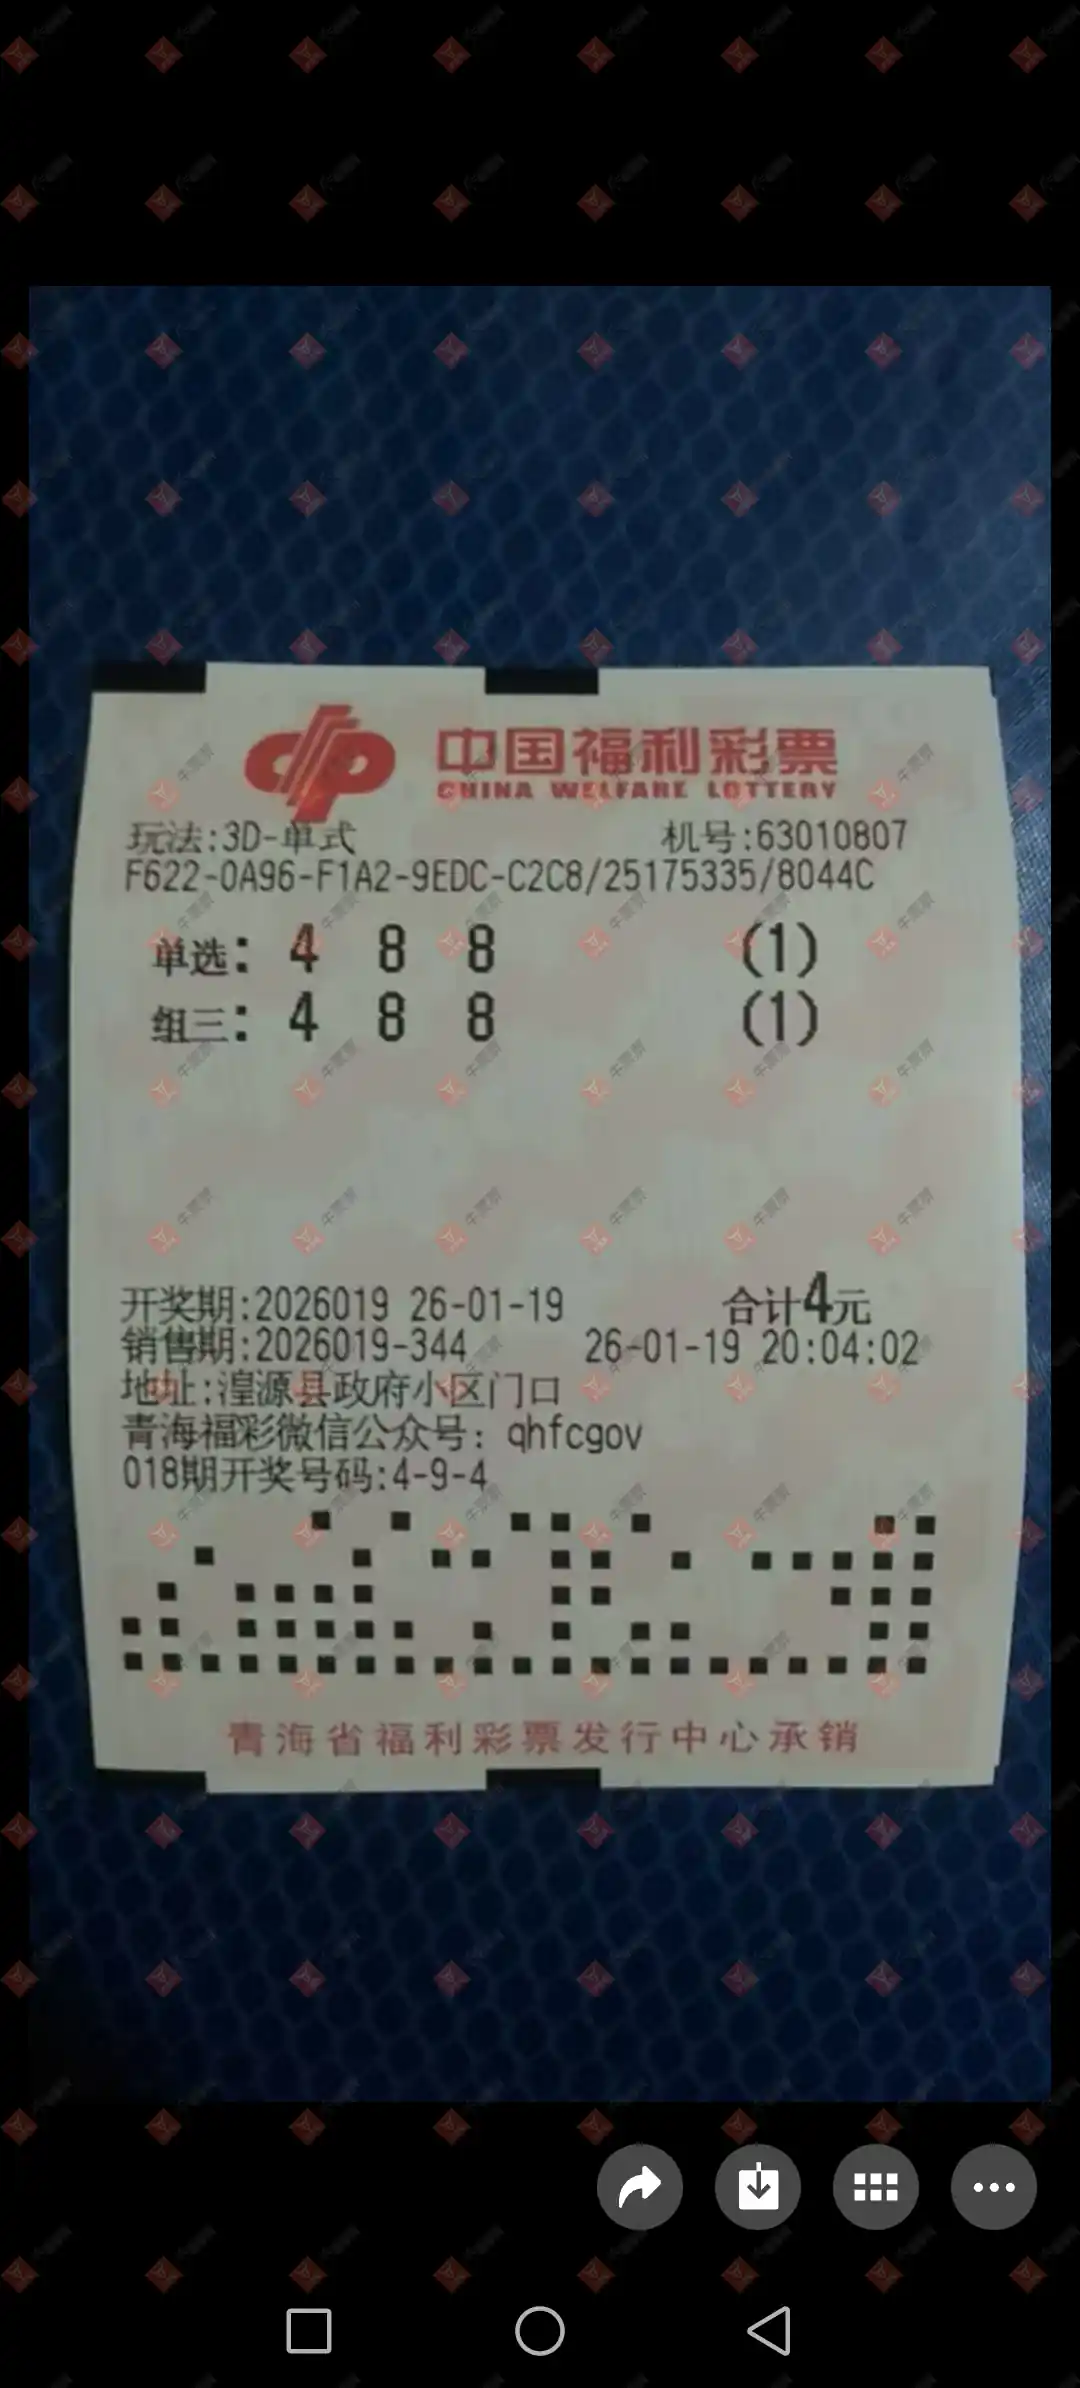 中国福利彩票
CHINA WELFARE LOTTERY
玩法:3D-单式 机号:63010807
F622-0A96-F1A2-9EDC-C2C8/25175335/8044C
单选: 4 8 8 (1)
组三: 4 8 8 (1)
开奖期:2026019 26-01-19 合计4元
销售期:2026019-344 26-01-19 20:04:02
地址:湟源县政府小区门口
青海福彩微信公众号: qhfcgov
018期开奖号码:4-9-4
青海省福利彩票发行中心承销